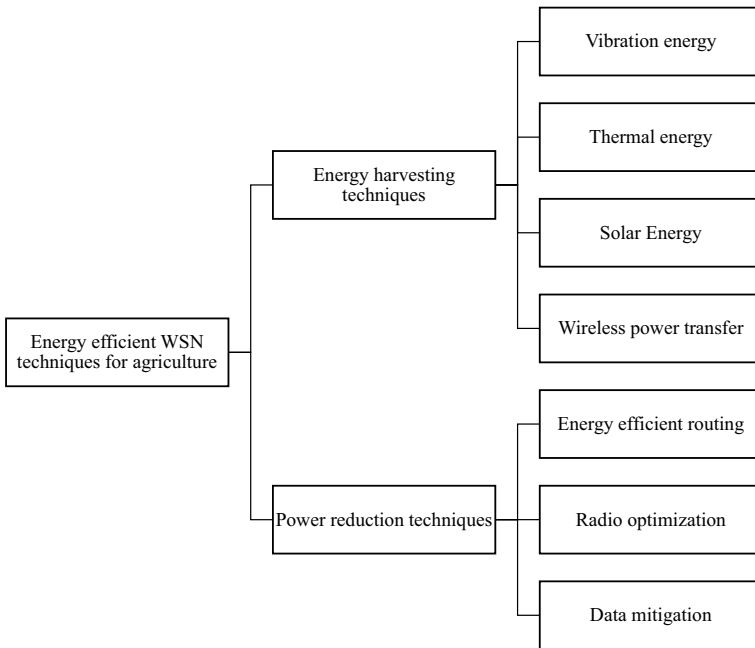 Vibration energy
Thermal energy
Energy harvesting
techniques
Solar Energy
Wireless power transfer
Energy efficient WSN
techniques for agriculture
Energy efficient routing
Power reduction techniques
Radio optimization
Data mitigation